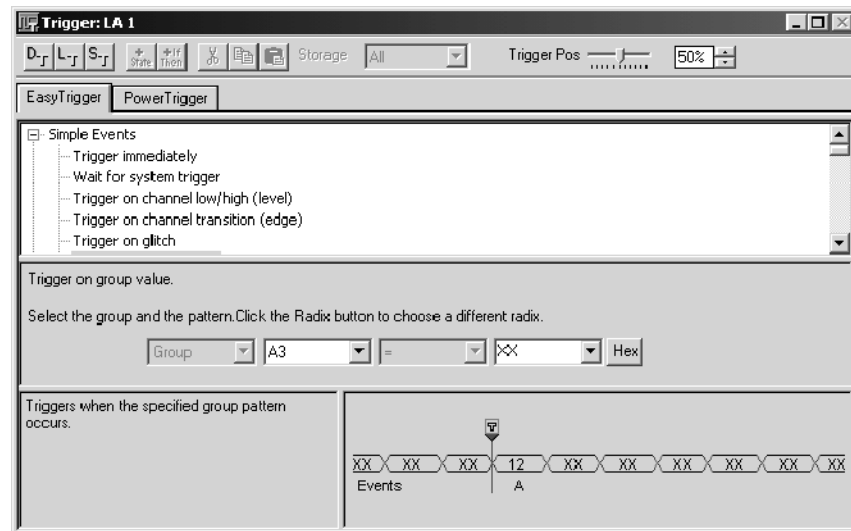 Trigger: LA 1
D- L- S- +State +If Then Storage All Trigger Pos 50%
EasyTrigger PowerTrigger
Simple Events
Trigger immediately
Wait for system trigger
Trigger on channel low/high (level)
Trigger on channel transition (edge)
Trigger on glitch
Trigger on group value.
Select the group and the pattern.Click the Radix button to choose a different radix.
Group A3 = XX Hex
Triggers when the specified group pattern
occurs.
T
XX XX XX 12 XX XX XX XX XX XX
Events A